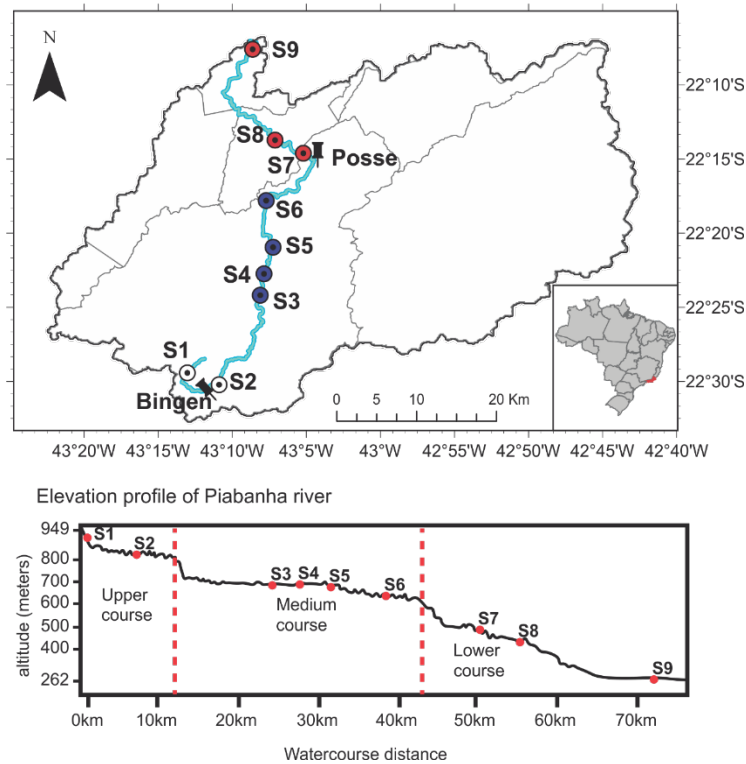 N
S9
22°10'S
S8
S7
Posse
22°15'S
S6
22°20'S
S5
S4
S3
22°25'S
S1
S2
Bingen
22°30'S
0 5 10 20 Km
43°20W 43°15W 43°10'W 43°05'W 43°W 42°55'W 42°50'W 42°45'W 42°40'W
Elevation profile of Piabanha river
altitude (meters)
949
800
700
600
500
400
262
S1
S2
S3 S4 S5
S6
S7
S8
S9
Upper
course
Medium
course
Lower
course
0km 10km 20km 30km 40km 50km 60km 70km
Watercourse distance